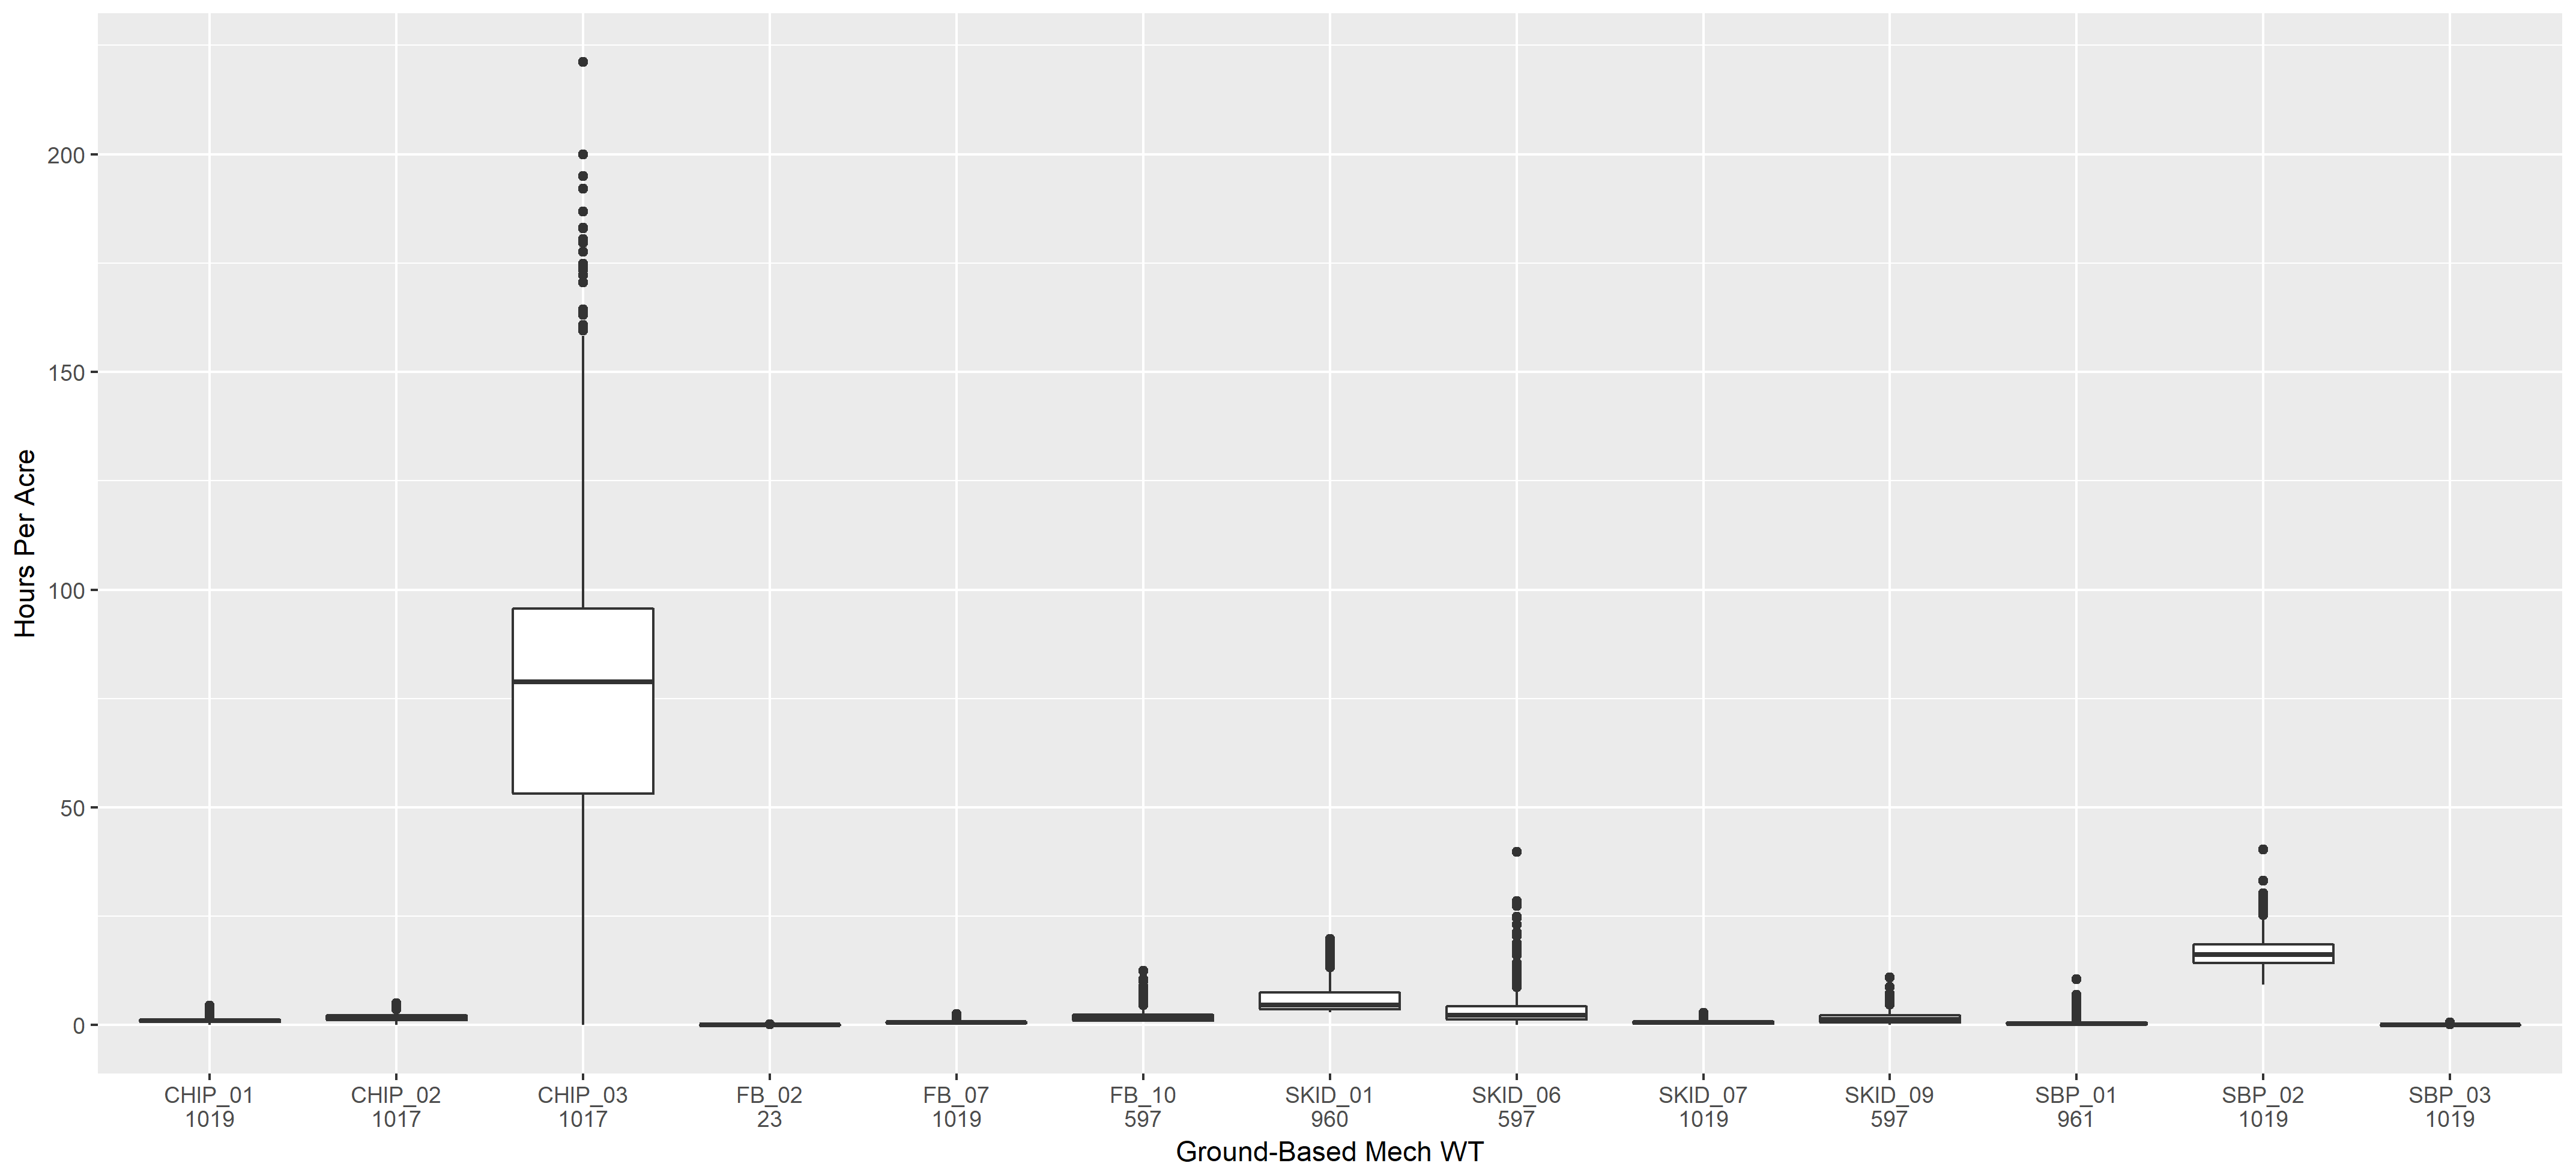 Hours Per Acre
200
150
100
50
0
CHIP_01 CHIP_02 CHIP_03 FB_02 FB_07 FB_10 SKID_01 SKID_06 SKID_07 SKID_09 SBP_01 SBP_02 SBP_03
1019 1017 1017 23 1019 597 960 597 1019 597 961 1019 1019
Ground-Based Mech WT